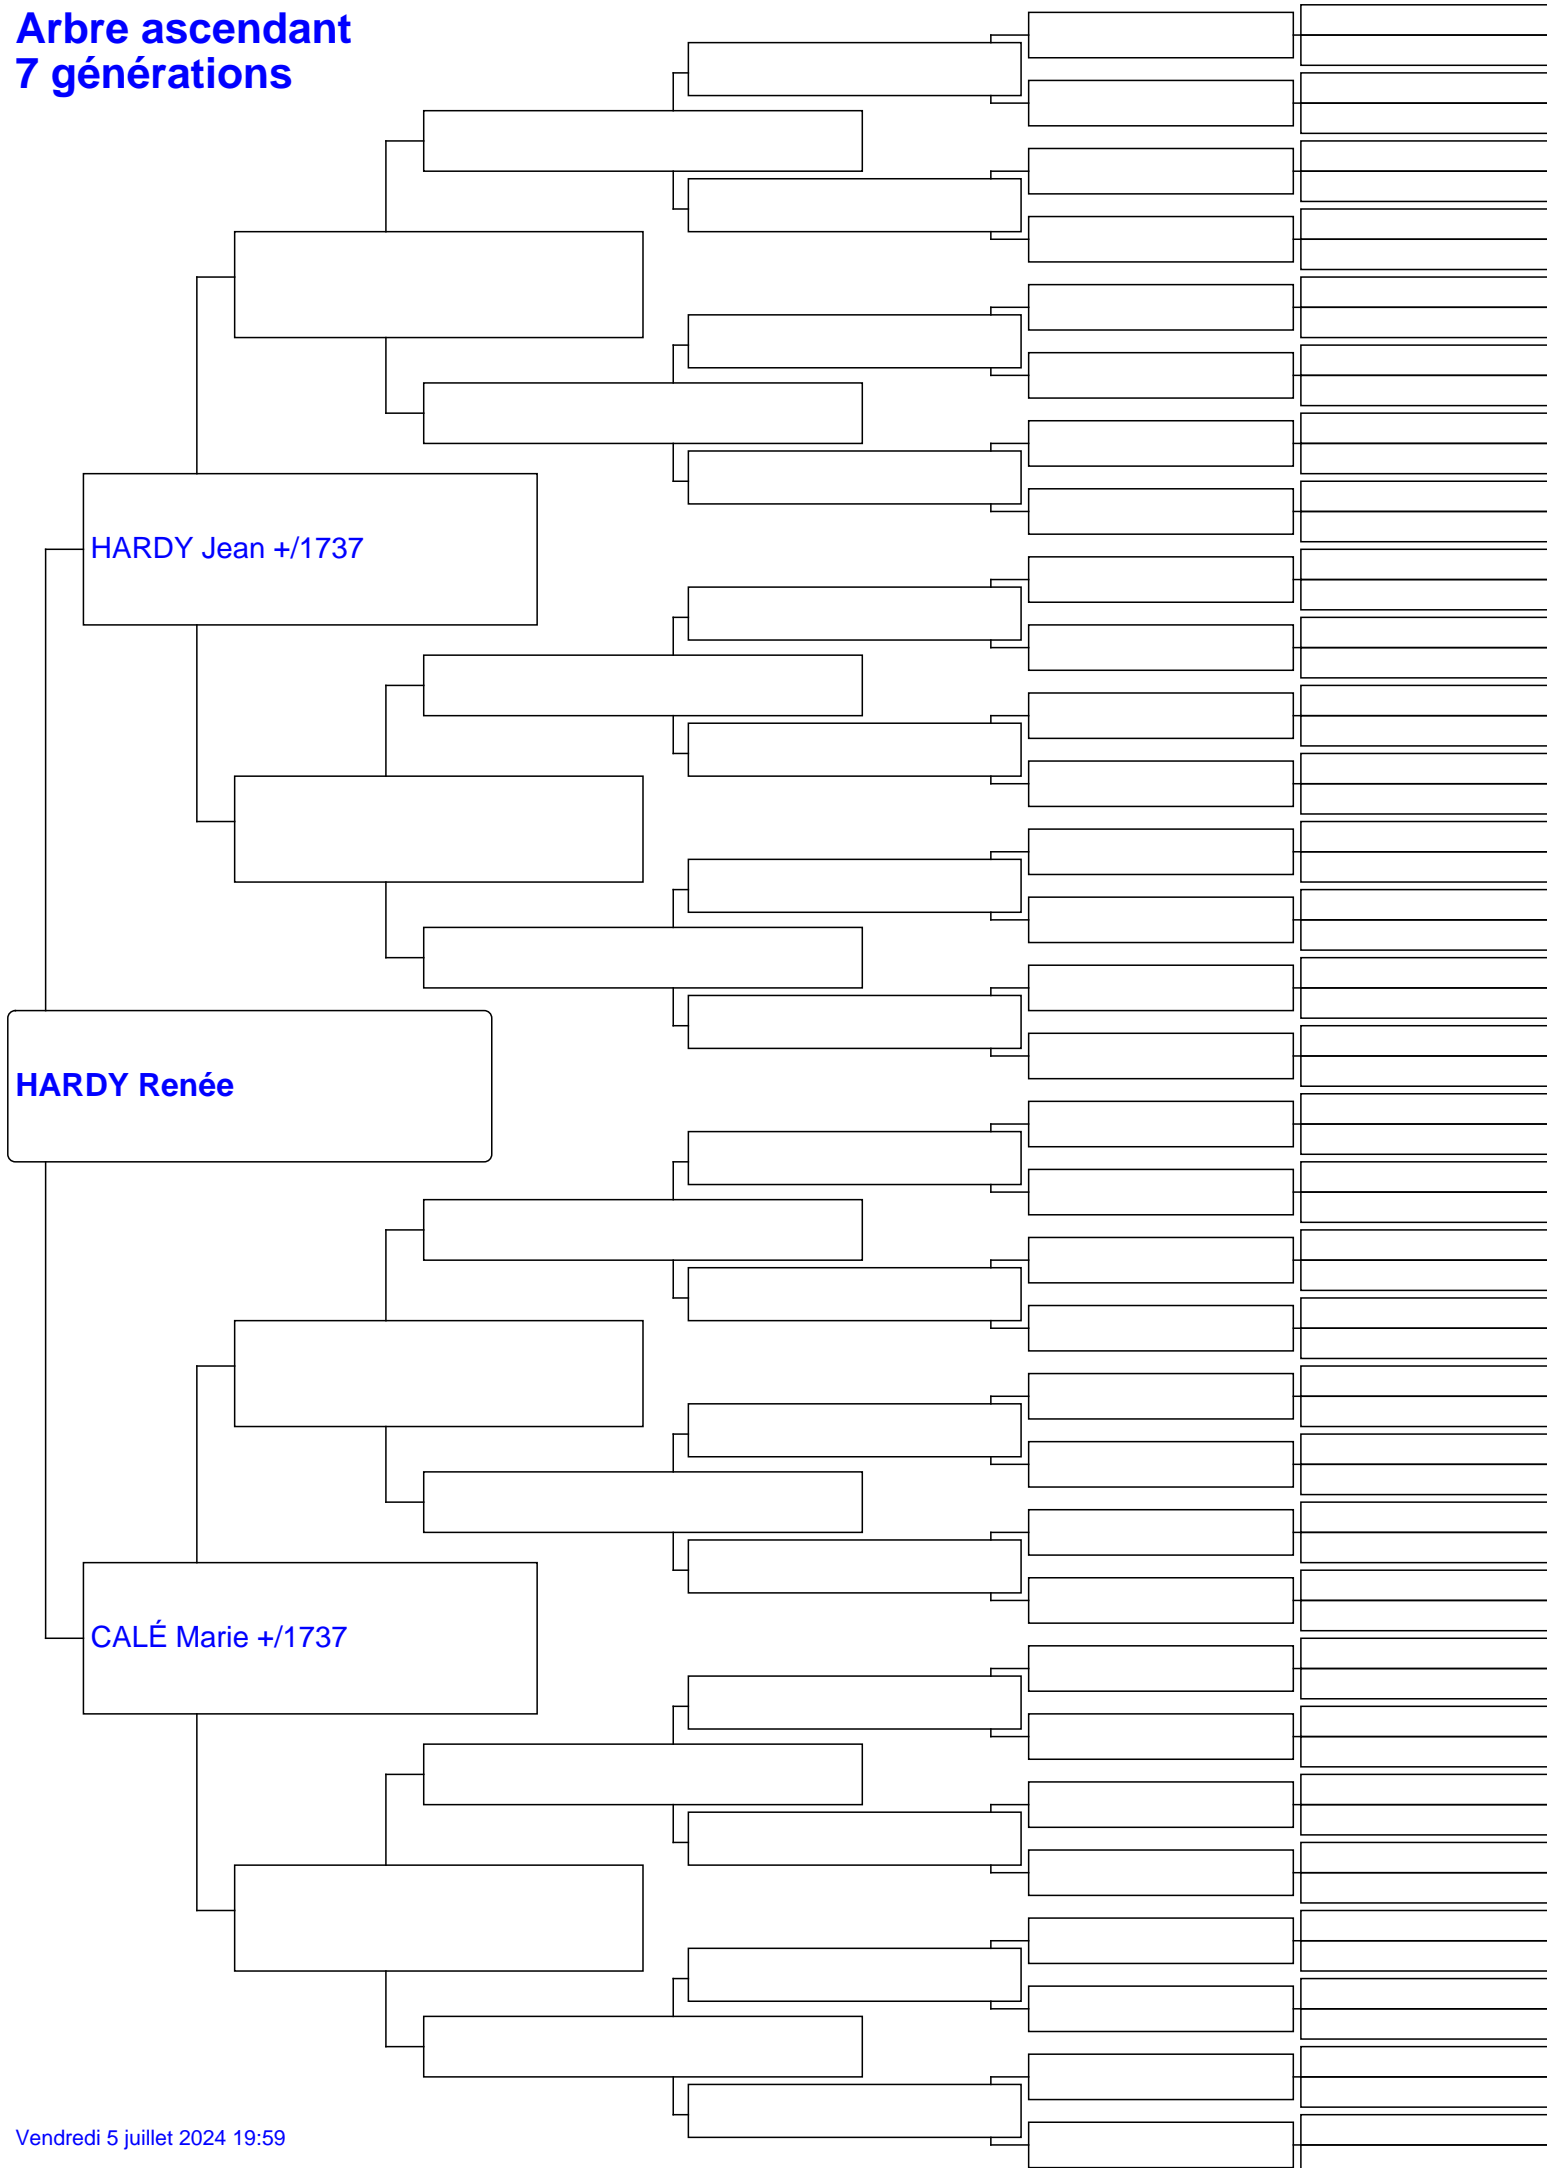 Arbre ascendant
7 générations
HARDY Jean +/1737
HARDY Renée
CALÉ Marie +/1737
Vendredi 5 juillet 2024 19:59